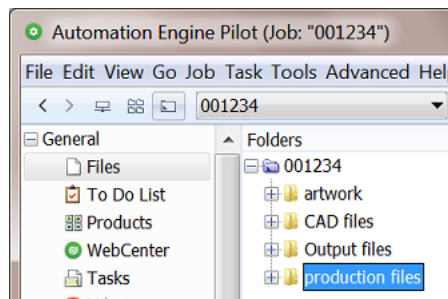 Automation Engine Pilot (Job: "001234")
File Edit View Go Job Task Tools Advanced Hel
001234
General
Files
To Do List
Products
WebCenter
Tasks
Folders
001234
artwork
CAD files
Output files
production files